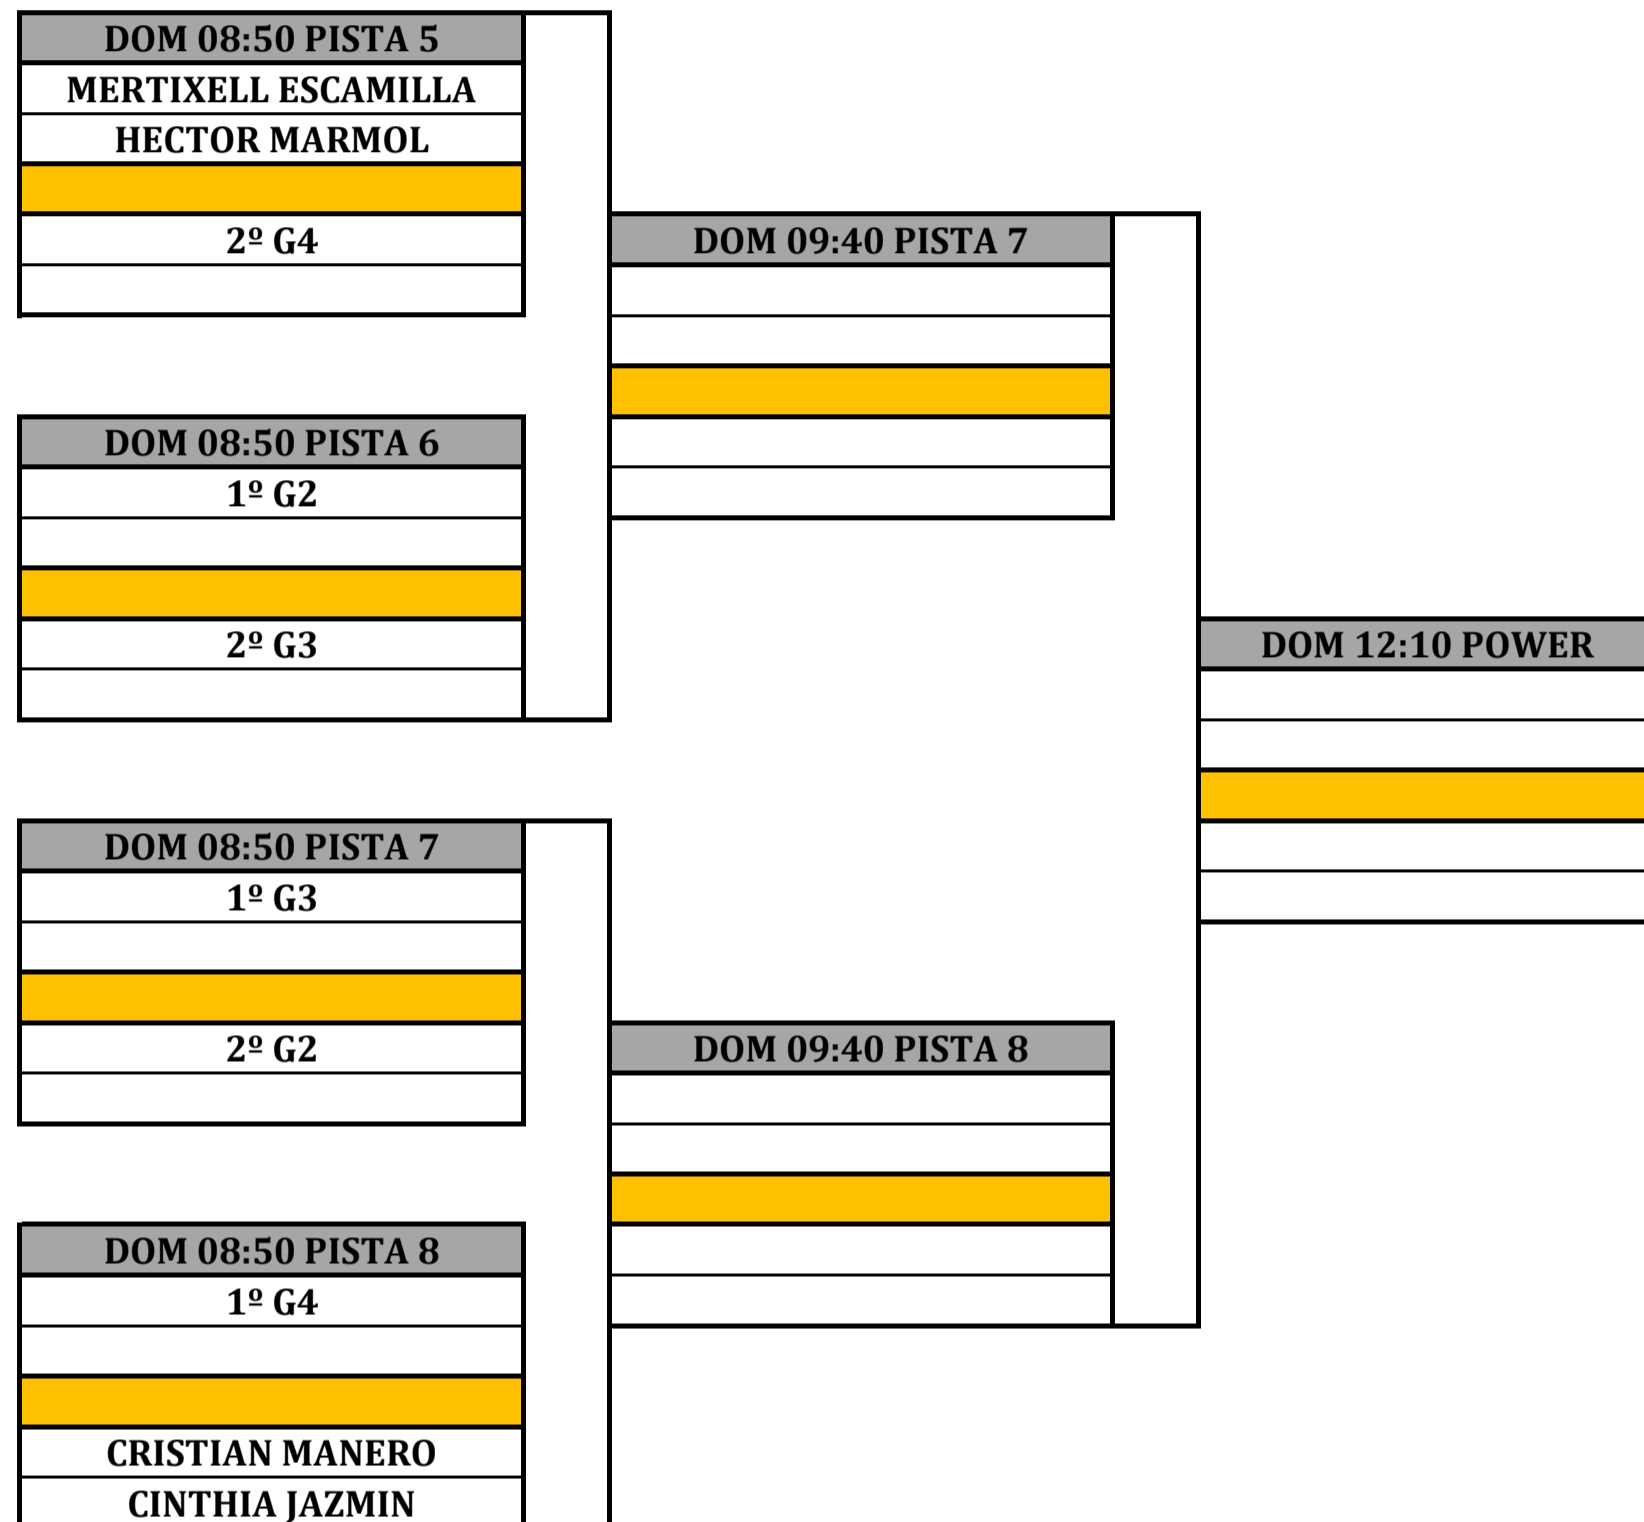 DOM 08:50 PISTA 5
MERTIXELL ESCAMILLA
HECTOR MARMOL
2º G4
DOM 08:50 PISTA 6
1º G2
2º G3
DOM 08:50 PISTA 7
1º G3
2º G2
DOM 08:50 PISTA 8
1º G4
CRISTIAN MANERO
CINTHIA JAZMIN
DOM 09:40 PISTA 7
DOM 09:40 PISTA 8
DOM 12:10 POWER